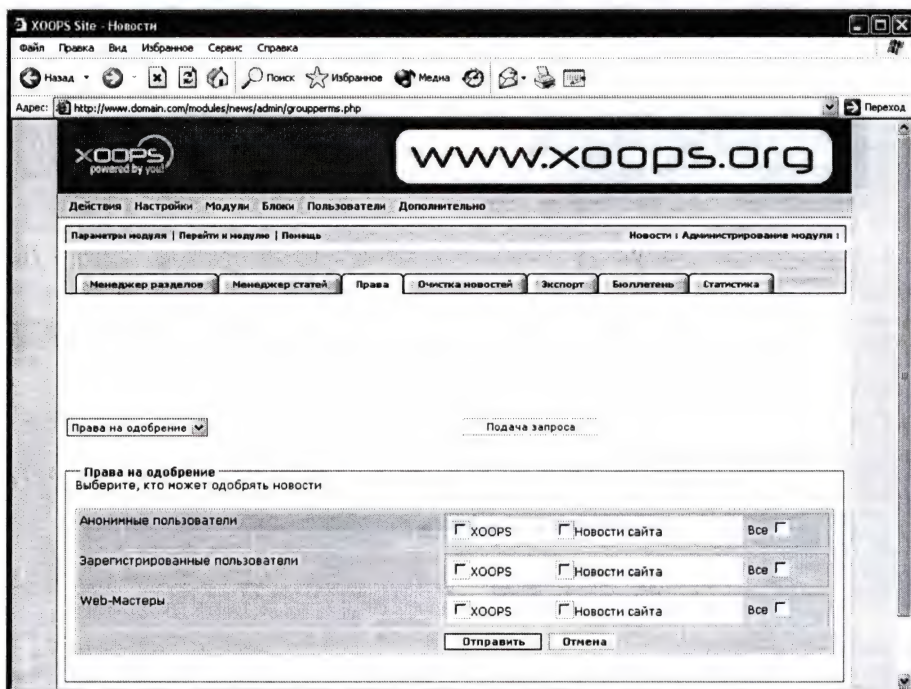 XOOPS Site - Новости
Файл Правка Вид Избранное Сервис Справка
Назад Поиск Избранное Медиа
Адрес: http://www.domain.com/modules/news/admin/groupperms.php Переход
xoops
powered by you!
www.xoops.org
Действия Настройки Модули Блоки Пользователи Дополнительно
Параметры модуля | Перейти к модулю | Помощь Новости : Администрирование модуля :
Менеджер разделов Менеджер статей Права Очистка новостей Экспорт Бюллетень Статистика
Права на одобрение Подача запроса
Права на одобрение
Выберите, кто может одобрять новости
Анонимные пользователи XOOPS Новости сайта Все
Зарегистрированные пользователи XOOPS Новости сайта Все
Web-Мастеры XOOPS Новости сайта Все
Отправить Отмена